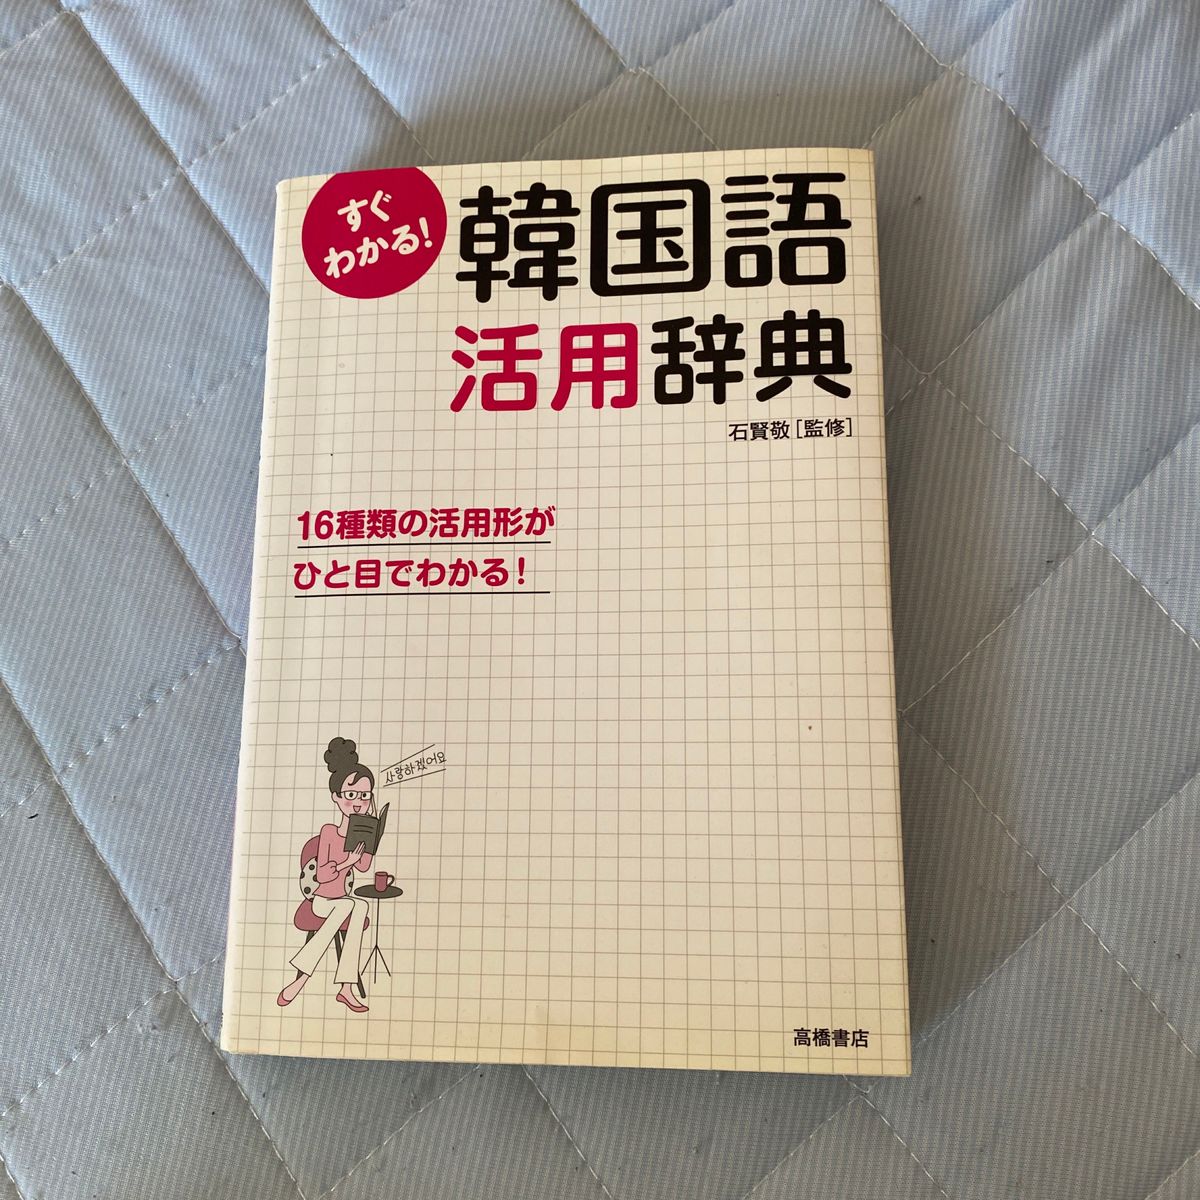 すぐ
わかる!
韓国語
活用辞典
石賢敬[監修]
16種類の活用形が
ひと目でわかる!
사랑하겠어요
高橋書店